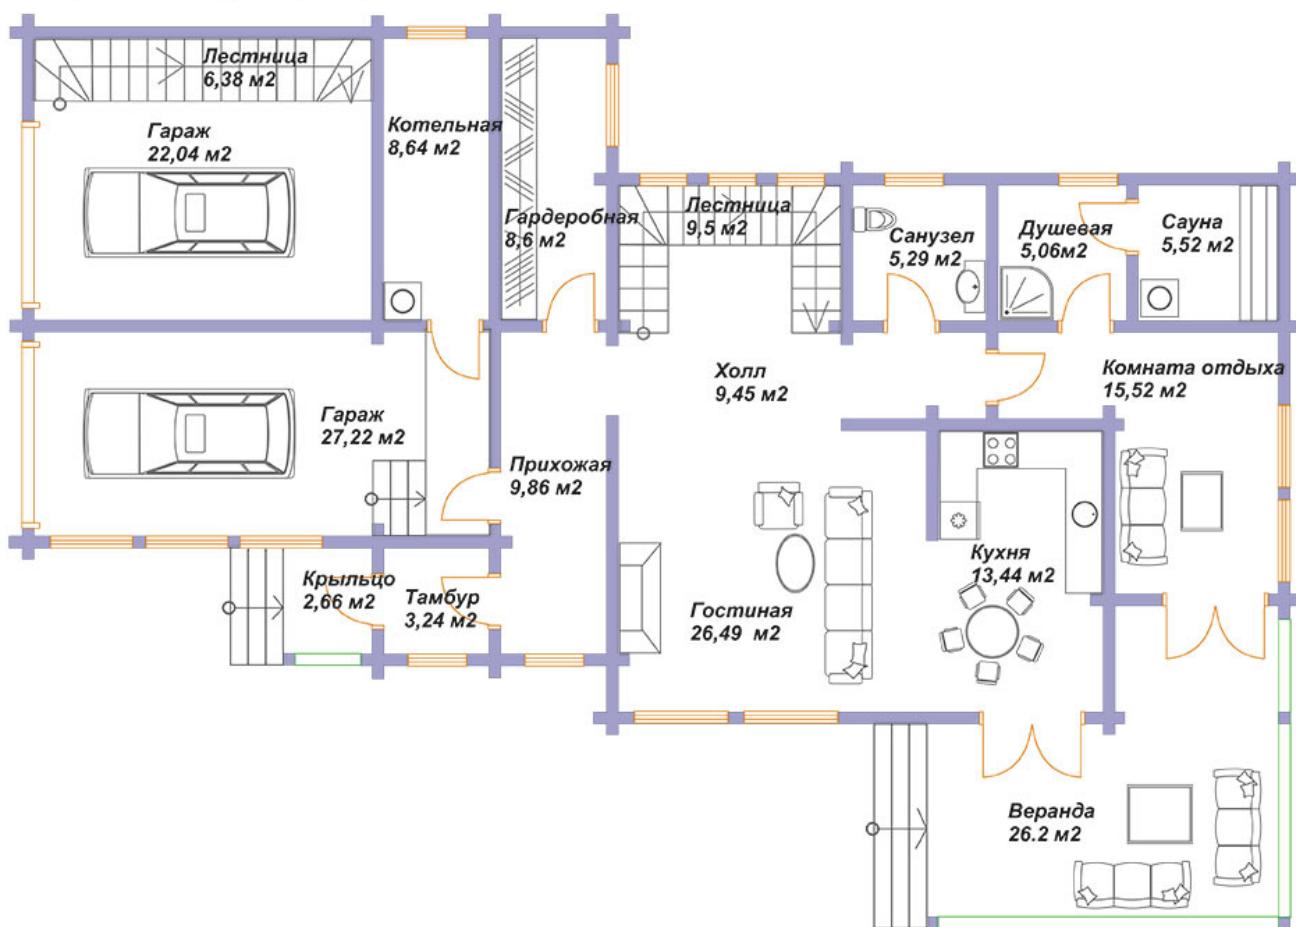 Лестница
6,38 м2
Гараж
22,04 м2
Котельная
8,64 м2
Гардеробная
8,6 м2
Лестница
9,5 м2
Санузел
5,29 м2
Душевая
5,06м2
Сауна
5,52 м2
Гараж
27,22 м2
Прихожая
9,86 м2
Холл
9,45 м2
Комната отдыха
15,52 м2
Крыльцо
2,66 м2
Тамбур
3,24 м2
Гостиная
26,49 м2
Кухня
13,44 м2
Веранда
26.2 м2